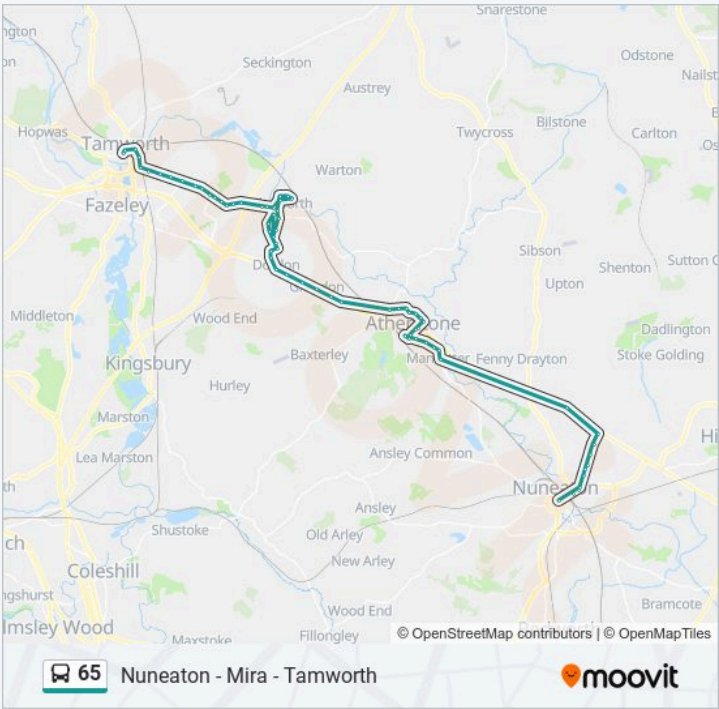 Snarestone
Odstone
Seckington
Austrey
Bilstone
Twycross
Carlton
Hopwas
Tamworth
Warton
Fazeley
Sibson
Shenton
Sutton C
Upton
Middleton
Wood End
Dadlington
Baxterley
Fenny Drayton
Stoke Golding
Kingsbury
Hurley
Marston
Lea Marston
Ansley Common
Nuneaton
Ansley
Shustoke
Old Arley
New Arley
Coleshill
Wood End
Bramcote
Maxstoke
Fillongley
© OpenStreetMap contributors | © OpenMapTiles
65 Nuneaton - Mira - Tamworth
moovit